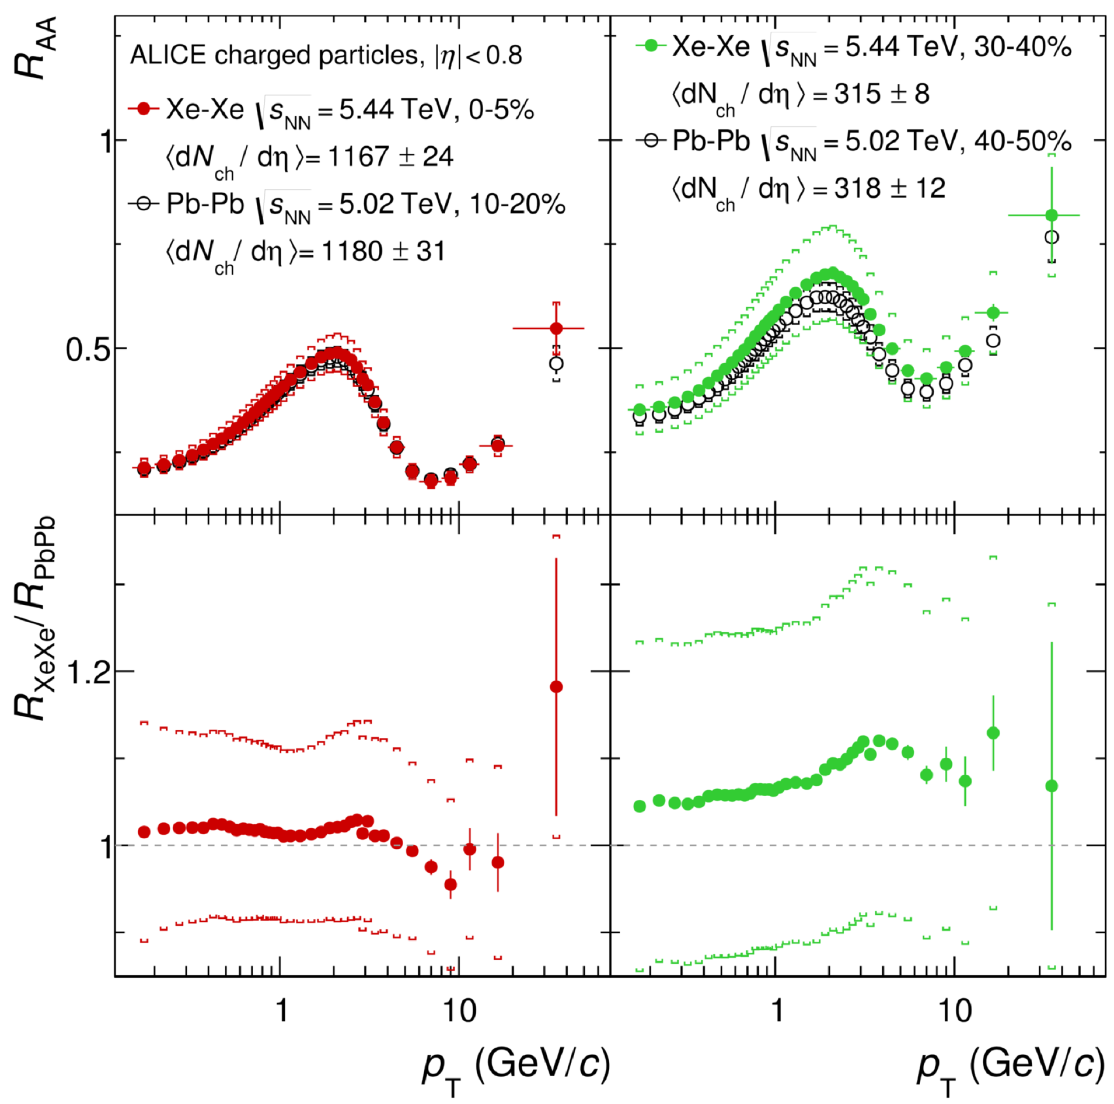 R_AA
ALICE charged particles, |η| < 0.8
Xe-Xe √s_NN = 5.44 TeV, 0-5%
⟨dN_ch / dη⟩ = 1167 ± 24
Pb-Pb √s_NN = 5.02 TeV, 10-20%
⟨dN_ch / dη⟩ = 1180 ± 31
Xe-Xe √s_NN = 5.44 TeV, 30-40%
⟨dN_ch / dη⟩ = 315 ± 8
Pb-Pb √s_NN = 5.02 TeV, 40-50%
⟨dN_ch / dη⟩ = 318 ± 12
1
0.5
R_XeXe / R_PbPb
1.2
1
1 10
1 10
p_T (GeV/c)
p_T (GeV/c)